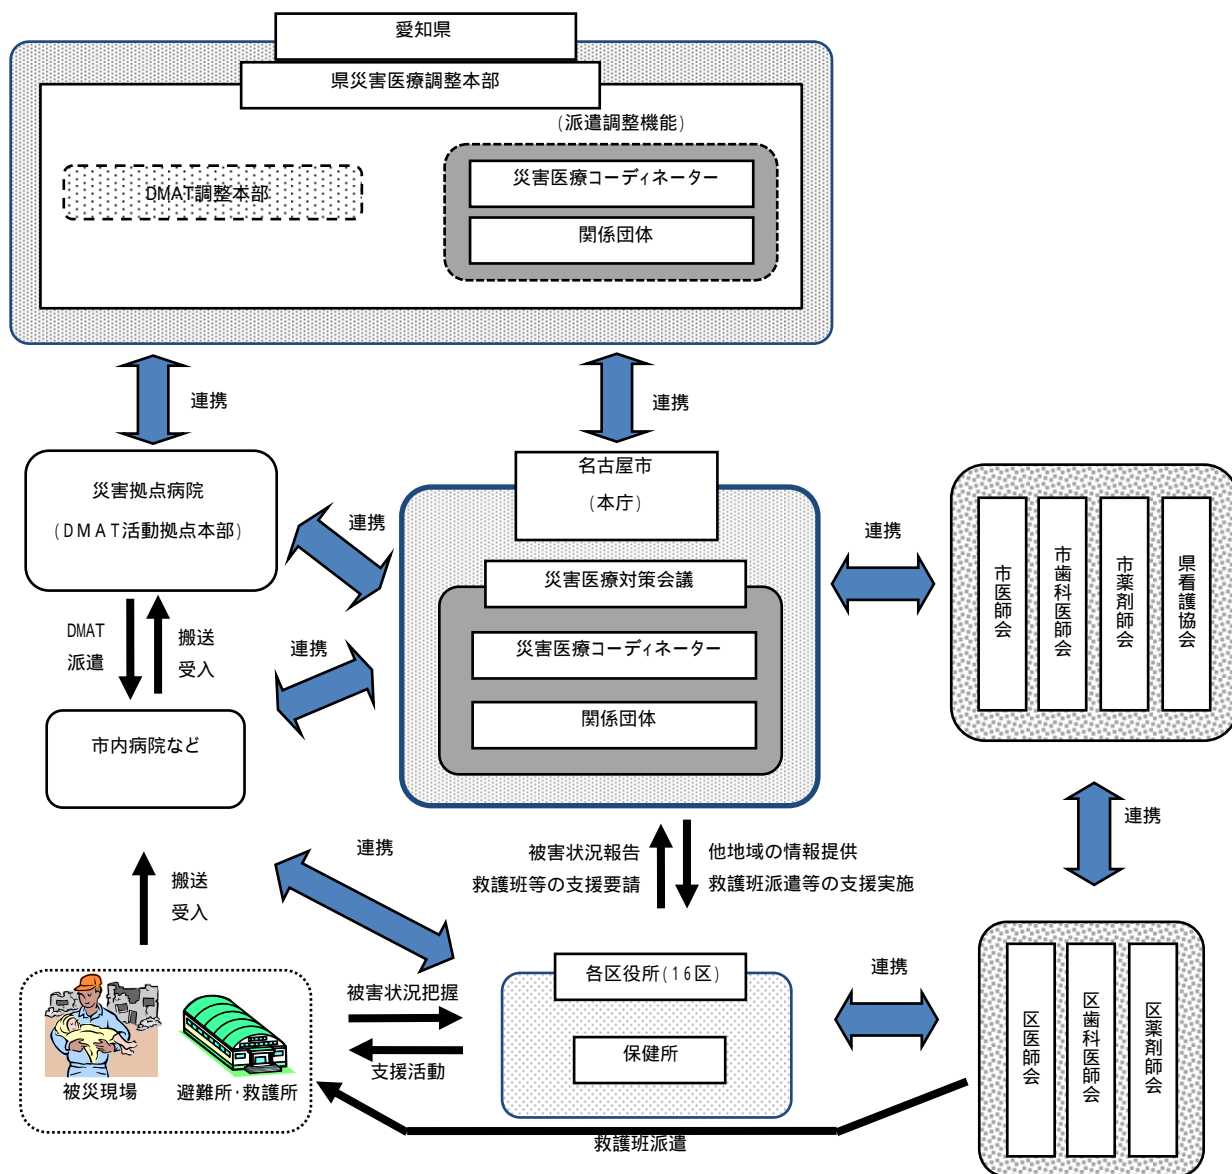 愛知県
県災害医療調整本部
(派遣調整機能)
DMAT調整本部
災害医療コーディネーター
関係団体
連携
連携
災害拠点病院
(DMAT活動拠点本部)
連携
名古屋市
(本庁)
災害医療対策会議
災害医療コーディネーター
関係団体
連携
市医師会
市歯科医師会
市薬剤師会
県看護協会
DMAT
派遣
搬送
受入
連携
市内病院など
連携
搬送
受入
連携
被害状況報告
救護班等の支援要請
他地域の情報提供
救護班派遣等の支援実施
被災現場
避難所・救護所
被害状況把握
支援活動
各区役所(16区)
保健所
連携
区医師会
区歯科医師会
区薬剤師会
救護班派遣